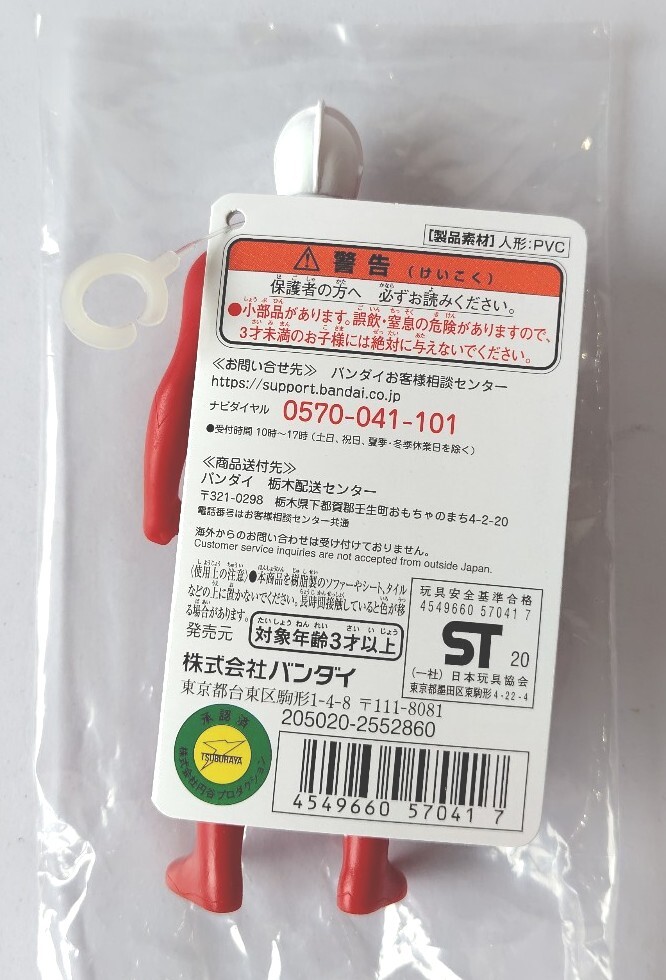 【製品素材】人形：PVC
警告（けいこく）
保護者の方へ 必ずお読みください。
●小部品があります。誤飲・窒息の危険がありますので、
3才未満のお子様には絶対に与えないでください。
≪お問い合せ先≫ バンダイお客様相談センター
https://support.bandai.co.jp
ナビダイヤル 0570-041-101
●受付時間 10時～17時（土日、祝日、夏季・冬季休業日を除く）
≪商品送付先≫
バンダイ 栃木配送センター
〒321-0298 栃木県下都賀郡壬生町おもちゃのまち4-2-20
電話番号はお客様相談センター共通
海外からのお問い合わせは受け付けておりません。
Customer service inquiries are not accepted from outside Japan.
〈使用上の注意〉●本商品を樹脂製のソファーやシート、タイル
などの上に置かないでください。長時間接触していると色が移
る場合があります。
対象年齢3才以上
発売元
株式会社バンダイ
東京都台東区駒形1-4-8 〒111-8081
205020-2552860
玩具安全基準合格
4549660 57041 7
ST 20
（一社）日本玩具協会
東京都墨田区東駒形4-22-4
承認済
TSUBURAYA
株式会社円谷プロダクション
4549660 57041 7